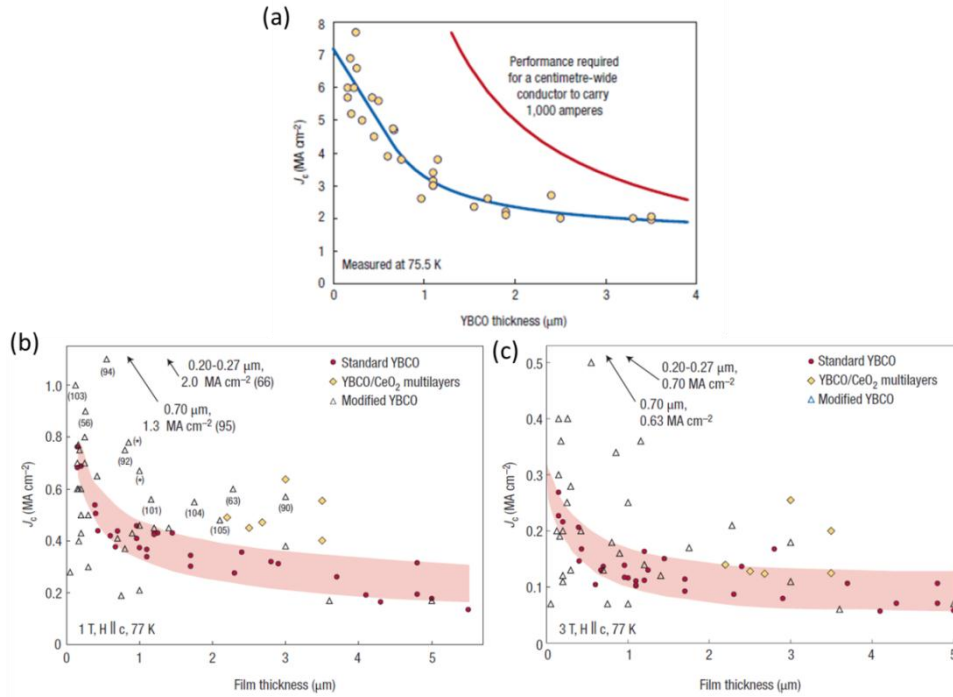 (a)
8
7
6
5
4
3
2
1
0
J꜀ (MA cm⁻²)
Performance required
for a centimetre-wide
conductor to carry
1,000 amperes
Measured at 75.5 K
0 1 2 3 4
YBCO thickness (μm)
(b)
1.0
0.8
0.6
0.4
0.2
0
J꜀ (MA cm⁻²)
(94)
(103)
(56)
0.20-0.27 μm,
2.0 MA cm⁻² (66)
0.70 μm,
1.3 MA cm⁻² (95)
Standard YBCO
YBCO/CeO₂ multilayers
Modified YBCO
(92)
(*)
(*)
(101)
(104)
(105)
(63)
(90)
1 T, H || c, 77 K
0 1 2 3 4 5
Film thickness (μm)
(c)
0.5
0.4
0.3
0.2
0.1
0
J꜀ (MA cm⁻²)
0.20-0.27 μm,
0.70 MA cm⁻²
0.70 μm,
0.63 MA cm⁻²
Standard YBCO
YBCO/CeO₂ multilayers
Modified YBCO
3 T, H || c, 77 K
0 1 2 3 4 5
Film thickness (μm)